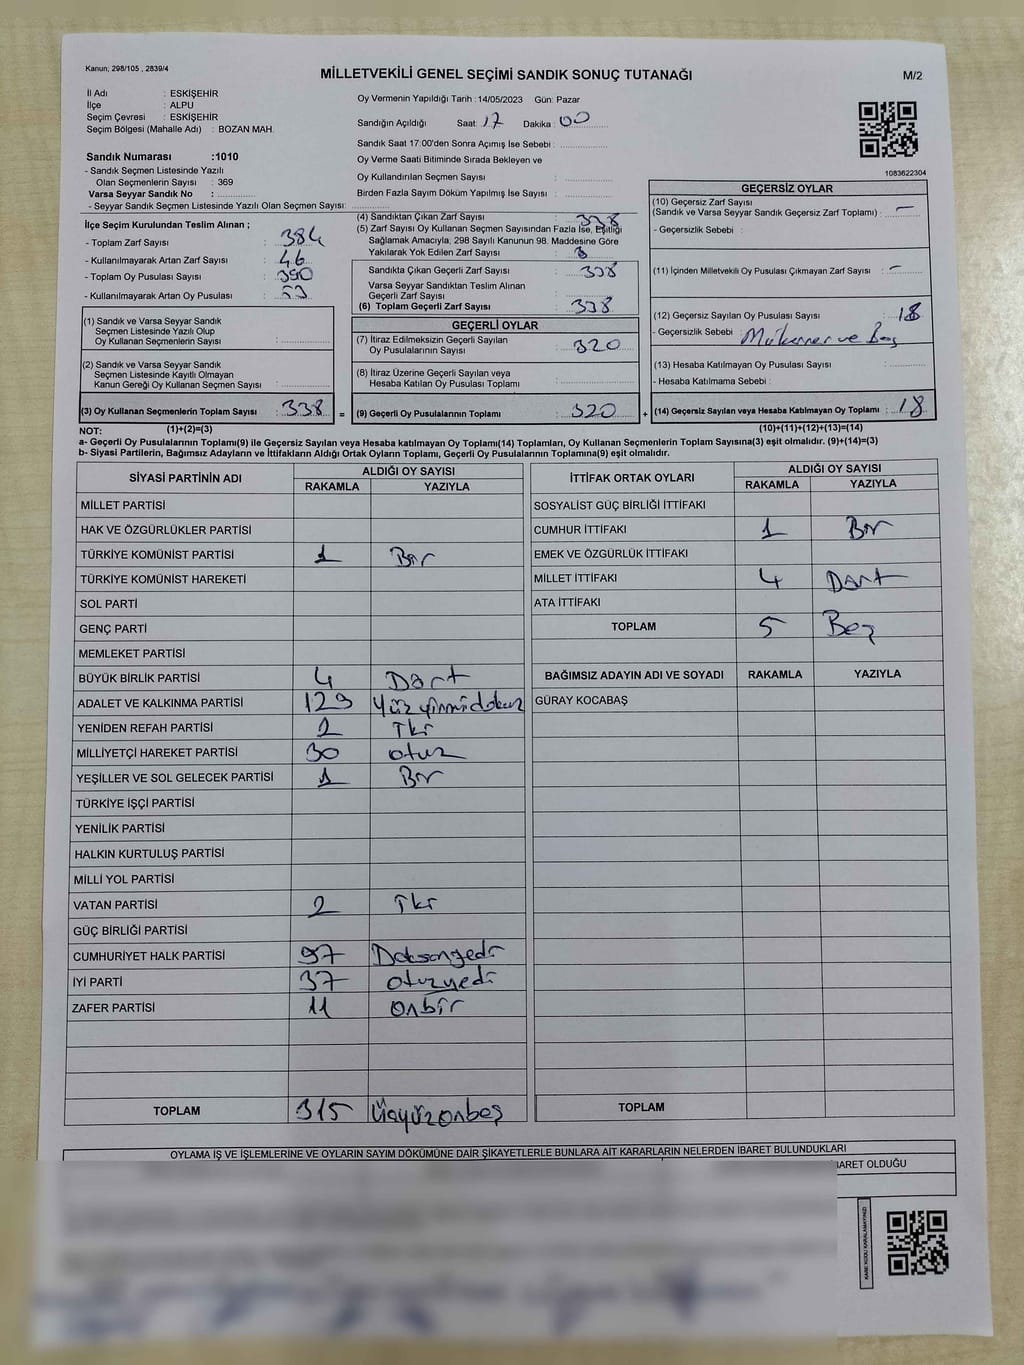 Kanun; 298/105 , 2839/4
MİLLETVEKİLİ GENEL SEÇİMİ SANDIK SONUÇ TUTANAĞI
M/2
İl Adı : ESKİŞEHİR
İlçe : ALPU
Seçim Çevresi : ESKİŞEHİR
Seçim Bölgesi (Mahalle Adı) : BOZAN MAH.
Sandık Numarası :1010
- Sandık Seçmen Listesinde Yazılı
Olan Seçmenlerin Sayısı : 369
Varsa Seyyar Sandık No :
- Seyyar Sandık Seçmen Listesinde Yazılı Olan Seçmen Sayısı:
Oy Vermenin Yapıldığı Tarih :14/05/2023 Gün: Pazar
Sandığın Açıldığı Saat: 17 Dakika : 00
Sandık Saat 17:00'den Sonra Açımış İse Sebebi :
Oy Verme Saati Bitiminde Sırada Bekleyen ve
Oy Kullandırılan Seçmen Sayısı :
Birden Fazla Sayım Döküm Yapılmış İse Sayısı :
1083622304
İlçe Seçim Kurulundan Teslim Alınan ;
- Toplam Zarf Sayısı : 384
- Kullanılmayarak Artan Zarf Sayısı : 46
- Toplam Oy Pusulası Sayısı : 390
- Kullanılmayarak Artan Oy Pusulası :
(1) Sandık ve Varsa Seyyar Sandık
Seçmen Listesinde Yazılı Olup
Oy Kullanan Seçmenlerin Sayısı :
(2) Sandık ve Varsa Seyyar Sandık
Seçmen Listesinde Kayıtlı Olmayan
Kanun Gereği Oy Kullanan Seçmen Sayısı :
(3) Oy Kullanan Seçmenlerin Toplam Sayısı : 338 =
(4) Sandıktan Çıkan Zarf Sayısı : 338
(5) Zarf Sayısı Oy Kullanan Seçmen Sayısından Fazla İse, Eşitliği
Sağlamak Amacıyla, 298 Sayılı Kanunun 98. Maddesine Göre
Yakılarak Yok Edilen Zarf Sayısı :
Sandıkta Çıkan Geçerli Zarf Sayısı : 338
Varsa Seyyar Sandıktan Teslim Alınan
Geçerli Zarf Sayısı :
(6) Toplam Geçerli Zarf Sayısı : 338
GEÇERLİ OYLAR
(7) İtiraz Edilmeksizin Geçerli Sayılan
Oy Pusulalarının Sayısı : 320
(8) İtiraz Üzerine Geçerli Sayılan veya
Hesaba Katılan Oy Pusulası Toplamı :
(9) Geçerli Oy Pusulalarının Toplamı : 320 +
GEÇERSİZ OYLAR
(10) Geçersiz Zarf Sayısı
(Sandık ve Varsa Seyyar Sandık Geçersiz Zarf Toplamı) : —
- Geçersizlik Sebebi :
(11) İçinden Milletvekili Oy Pusulası Çıkmayan Zarf Sayısı : —
(12) Geçersiz Sayılan Oy Pusulası Sayısı : 18
- Geçersizlik Sebebi : Mükerrer ve Boş
(13) Hesaba Katılmayan Oy Pusulası Sayısı :
- Hesaba Katılmama Sebebi :
(14) Geçersiz Sayılan veya Hesaba Katılmayan Oy Toplamı : 18
NOT: (1)+(2)=(3) (10)+(11)+(12)+(13)=(14)
a- Geçerli Oy Pusulalarının Toplamı(9) ile Geçersiz Sayılan veya Hesaba katılmayan Oy Toplamı(14) Toplamları, Oy Kullanan Seçmenlerin Toplam Sayısına(3) eşit olmalıdır. (9)+(14)=(3)
b- Siyasi Partilerin, Bağımsız Adayların ve İttifakların Aldığı Ortak Oyların Toplamı, Geçerli Oy Pusulalarının Toplamına(9) eşit olmalıdır.
SİYASİ PARTİNİN ADI ALDIĞI OY SAYISI
RAKAMLA YAZIYLA
MİLLET PARTİSİ
HAK VE ÖZGÜRLÜKLER PARTİSİ
TÜRKİYE KOMÜNİST PARTİSİ 1 Bir
TÜRKİYE KOMÜNİST HAREKETİ
SOL PARTİ
GENÇ PARTİ
MEMLEKET PARTİSİ
BÜYÜK BİRLİK PARTİSİ 4 Dört
ADALET VE KALKINMA PARTİSİ 129 Yüz yirmidokuz
YENİDEN REFAH PARTİSİ 2 İki
MİLLİYETÇİ HAREKET PARTİSİ 30 otuz
YEŞİLLER VE SOL GELECEK PARTİSİ 1 Bir
TÜRKİYE İŞÇİ PARTİSİ
YENİLİK PARTİSİ
HALKIN KURTULUŞ PARTİSİ
MİLLİ YOL PARTİSİ
VATAN PARTİSİ 2 İki
GÜÇ BİRLİĞİ PARTİSİ
CUMHURİYET HALK PARTİSİ 97 Doksanyedi
İYİ PARTİ 37 otuzyedi
ZAFER PARTİSİ 11 Onbir
TOPLAM 315 Üçyüzonbeş
İTTİFAK ORTAK OYLARI ALDIĞI OY SAYISI
RAKAMLA YAZIYLA
SOSYALİST GÜÇ BİRLİĞİ İTTİFAKI
CUMHUR İTTİFAKI 1 Bir
EMEK VE ÖZGÜRLÜK İTTİFAKI
MİLLET İTTİFAKI 4 Dört
ATA İTTİFAKI
TOPLAM 5 Beş
BAĞIMSIZ ADAYIN ADI VE SOYADI RAKAMLA YAZIYLA
GÜRAY KOCABAŞ
TOPLAM
OYLAMA İŞ VE İŞLEMLERİNE VE OYLARIN SAYIM DÖKÜMÜNE DAİR ŞİKAYETLERLE BUNLARA AİT KARARLARIN NELERDEN İBARET BULUNDUKLARI
İBARET OLDUĞU
KARE KODU KARALAMAYINIZ!